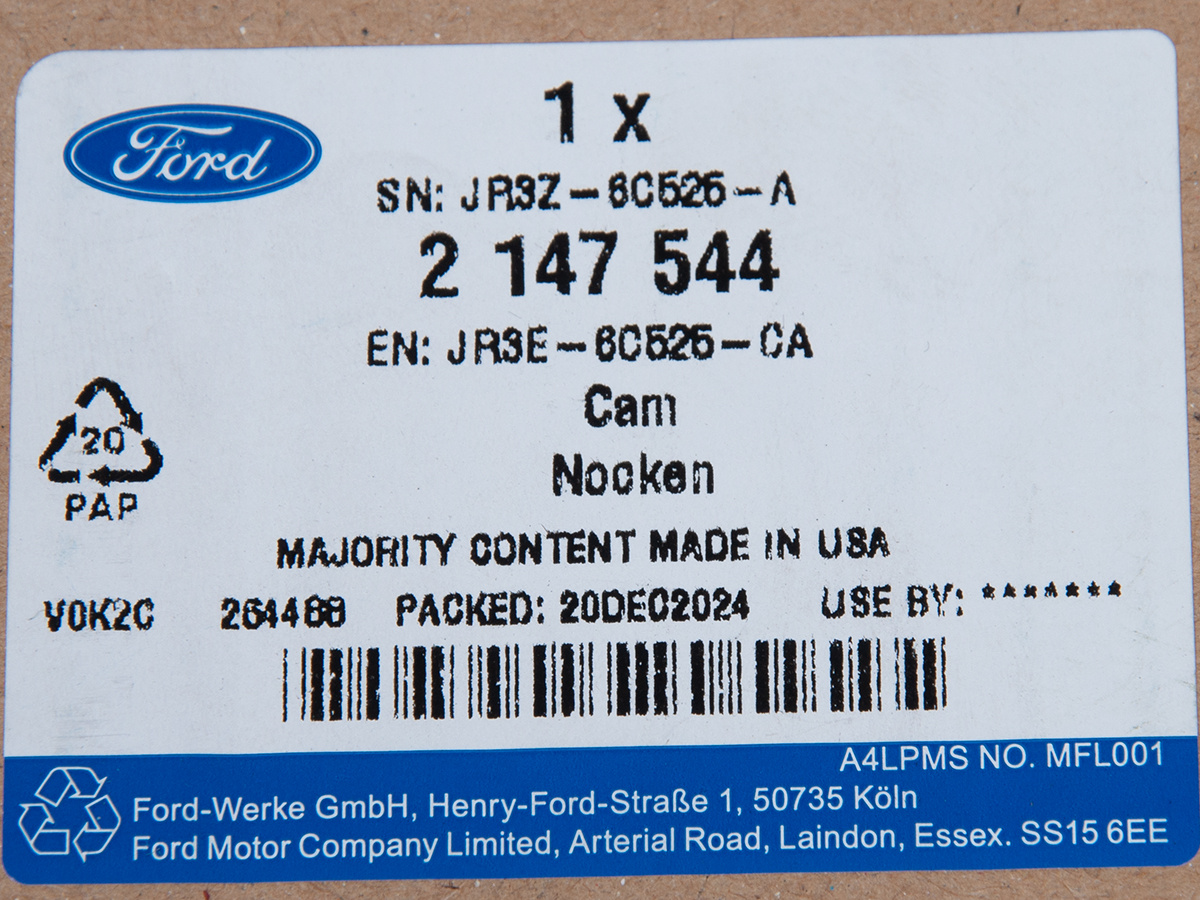 Ford
1 x
SN: JR3Z-6C525-A
2 147 544
EN: JR3E-6C525-CA
Cam
Nocken
20
PAP
MAJORITY CONTENT MADE IN USA
V0K2C PACKED: 20DEC2024 USE BY: *******
A4LPMS NO. MFL001
Ford-Werke GmbH, Henry-Ford-Straße 1, 50735 Köln
Ford Motor Company Limited, Arterial Road, Laindon, Essex. SS15 6EE